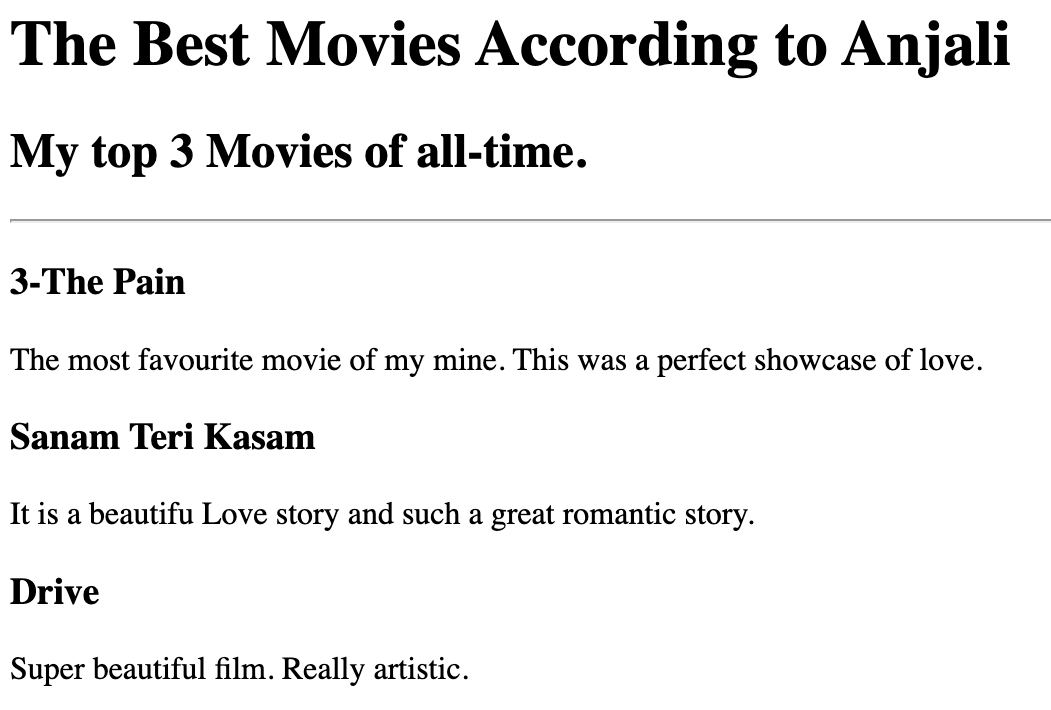 The Best Movies According to Anjali
My top 3 Movies of all-time.
3-The Pain
The most favourite movie of my mine. This was a perfect showcase of love.
Sanam Teri Kasam
It is a beautifu Love story and such a great romantic story.
Drive
Super beautiful film. Really artistic.